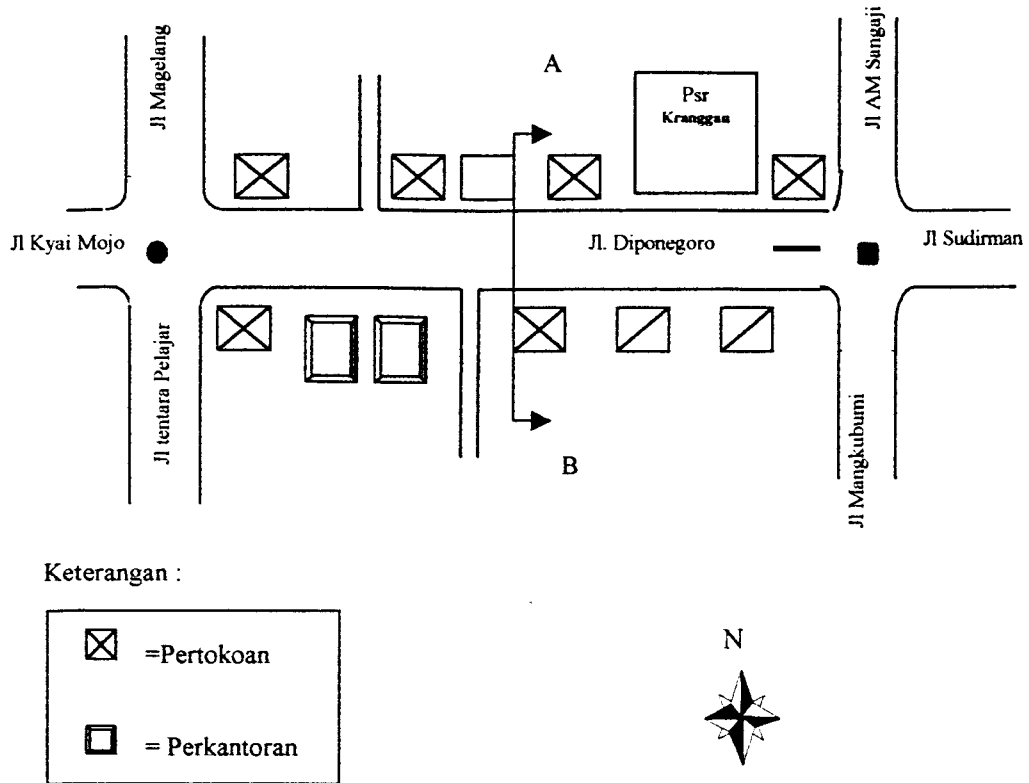 Jl Magelang
A
Psr
Kranggan
Jl AM Sungaji
Jl Kyai Mojo
Jl. Diponegoro
Jl Sudirman
Jl tentara Pelajar
B
Jl Mangkubumi
Keterangan :
=Pertokoan
= Perkantoran
N